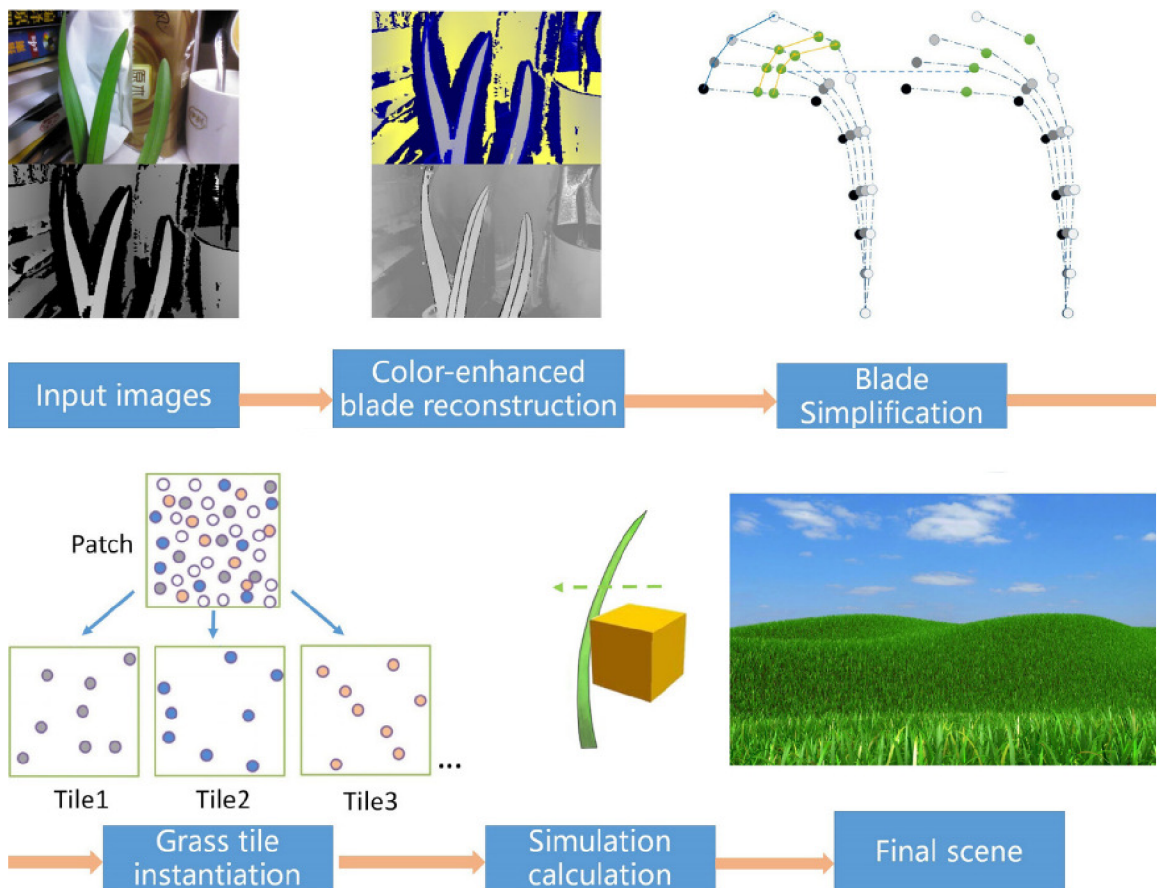 Input images
Color-enhanced
blade reconstruction
Blade
Simplification
Patch
Tile1
Tile2
Tile3
...
Grass tile
instantiation
Simulation
calculation
Final scene